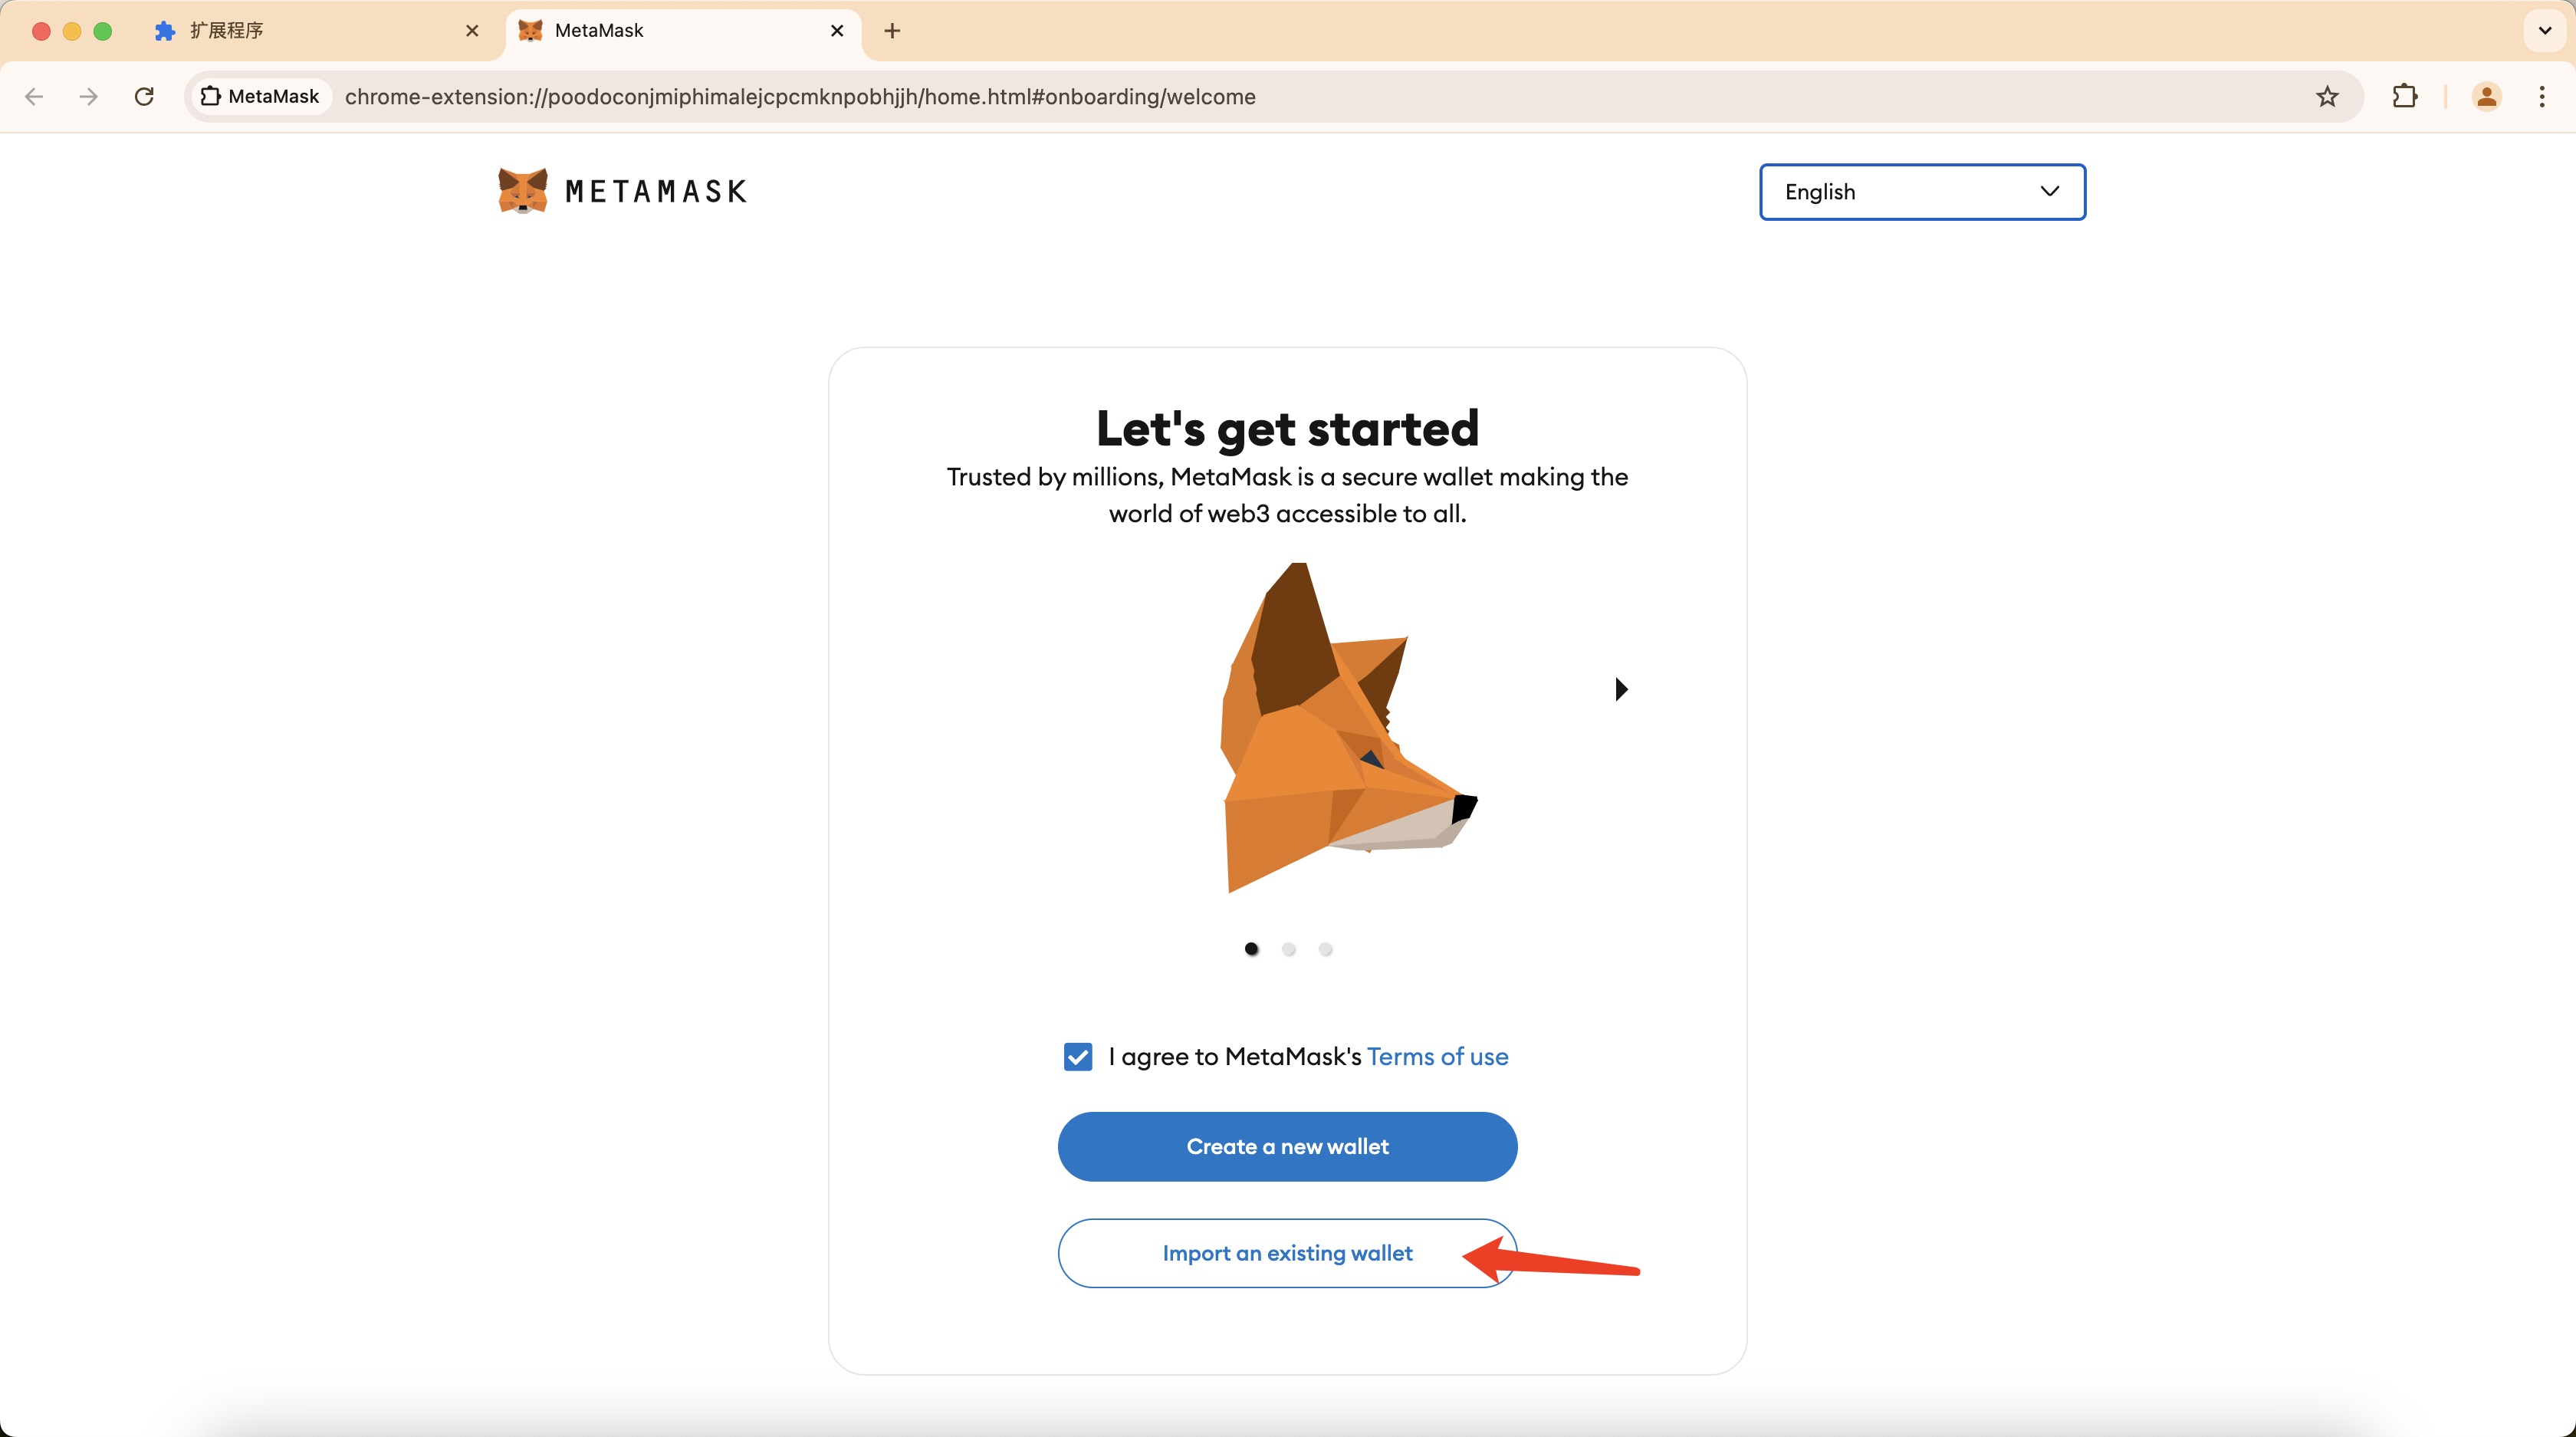 扩展程序
MetaMask
MetaMask
chrome-extension://poodoconjmiphimalejcpcmknpobhjjh/home.html#onboarding/welcome
METAMASK
English
Let's get started
Trusted by millions, MetaMask is a secure wallet making the
world of web3 accessible to all.
I agree to MetaMask's Terms of use
Create a new wallet
Import an existing wallet